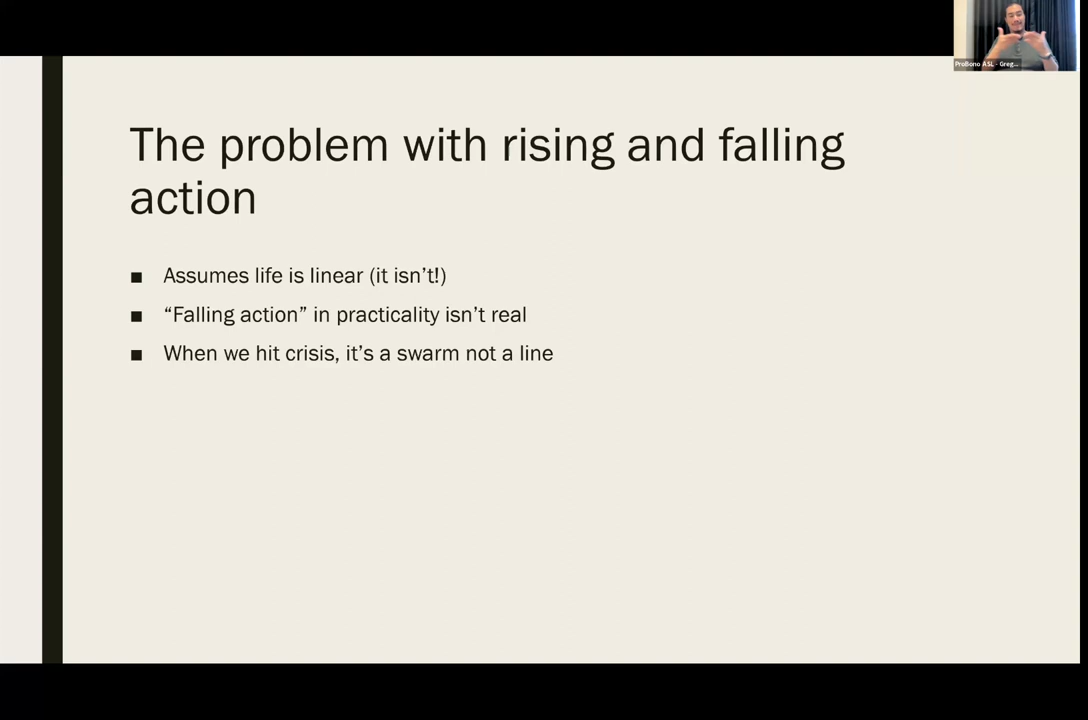 ProBono ASL - Greg...
The problem with rising and falling
action
■ Assumes life is linear (it isn’t!)
■ “Falling action” in practicality isn’t real
■ When we hit crisis, it’s a swarm not a line